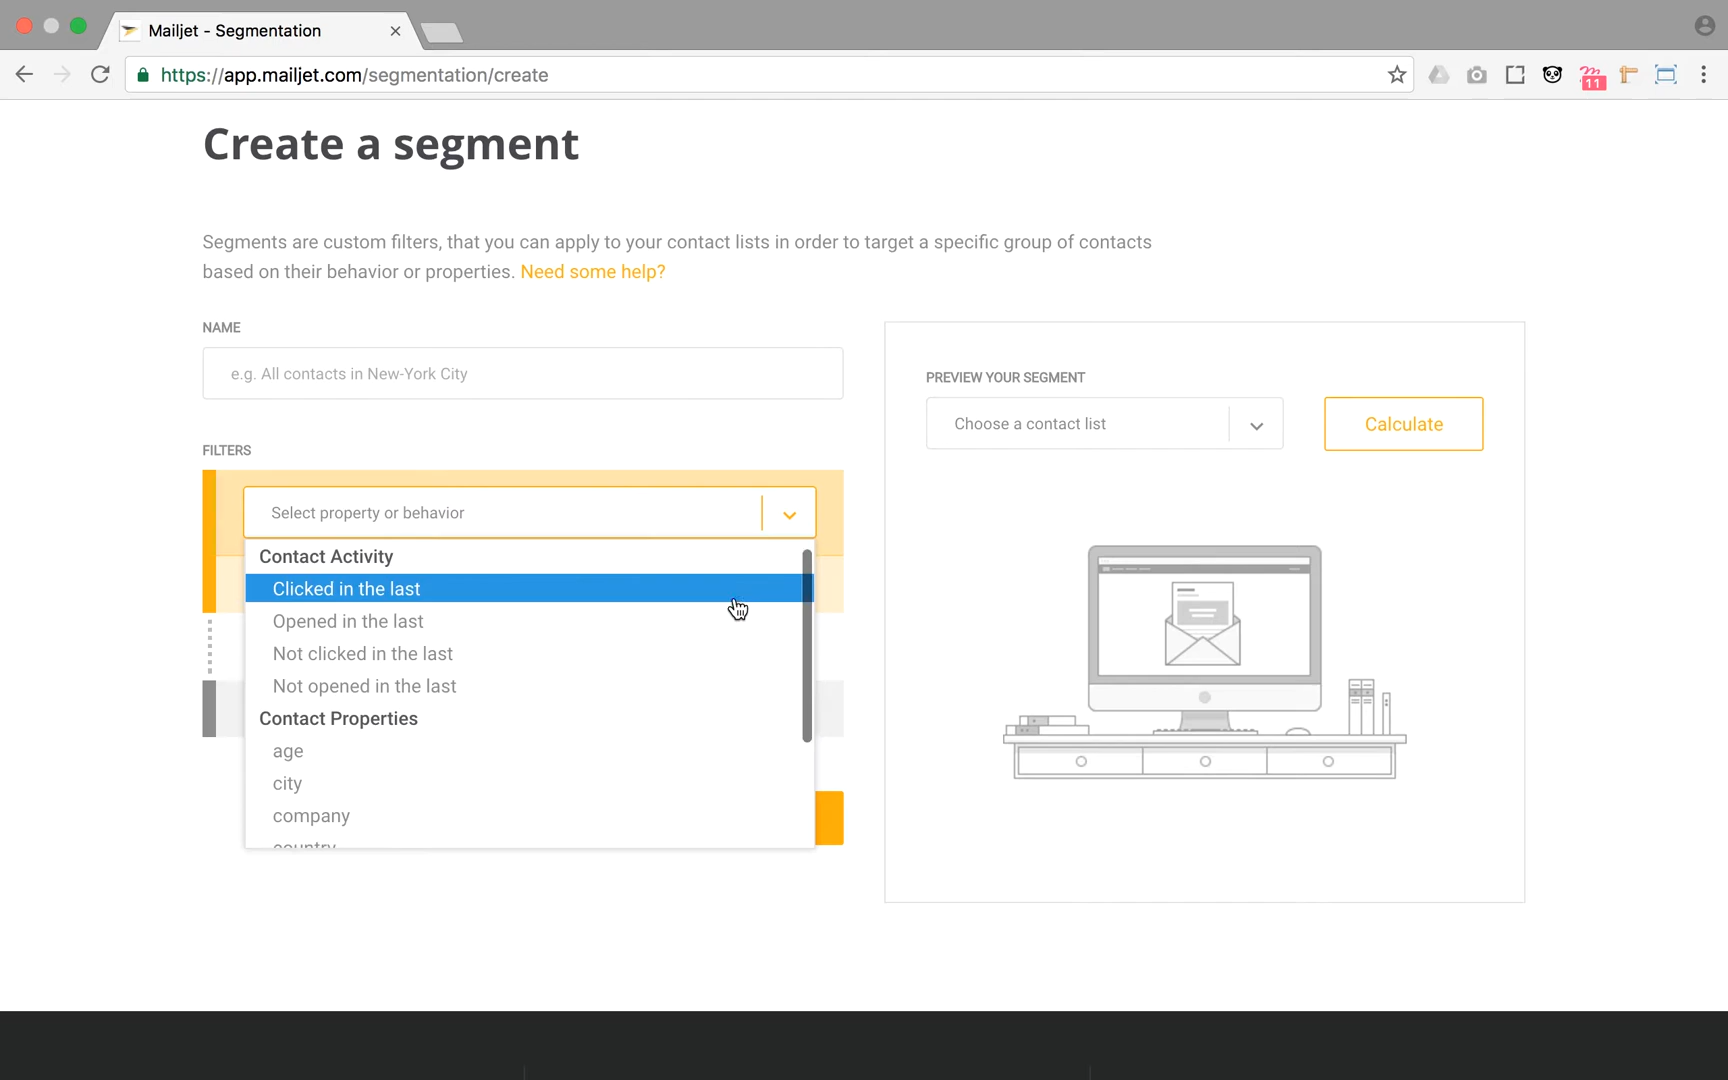 Mailjet - Segmentation
https://app.mailjet.com/segmentation/create
11
Create a segment
Segments are custom filters, that you can apply to your contact lists in order to target a specific group of contacts
based on their behavior or properties. Need some help?
NAME
e.g. All contacts in New-York City
FILTERS
Select property or behavior
Contact Activity
Clicked in the last
Opened in the last
Not clicked in the last
Not opened in the last
Contact Properties
age
city
company
country
PREVIEW YOUR SEGMENT
Choose a contact list
Calculate